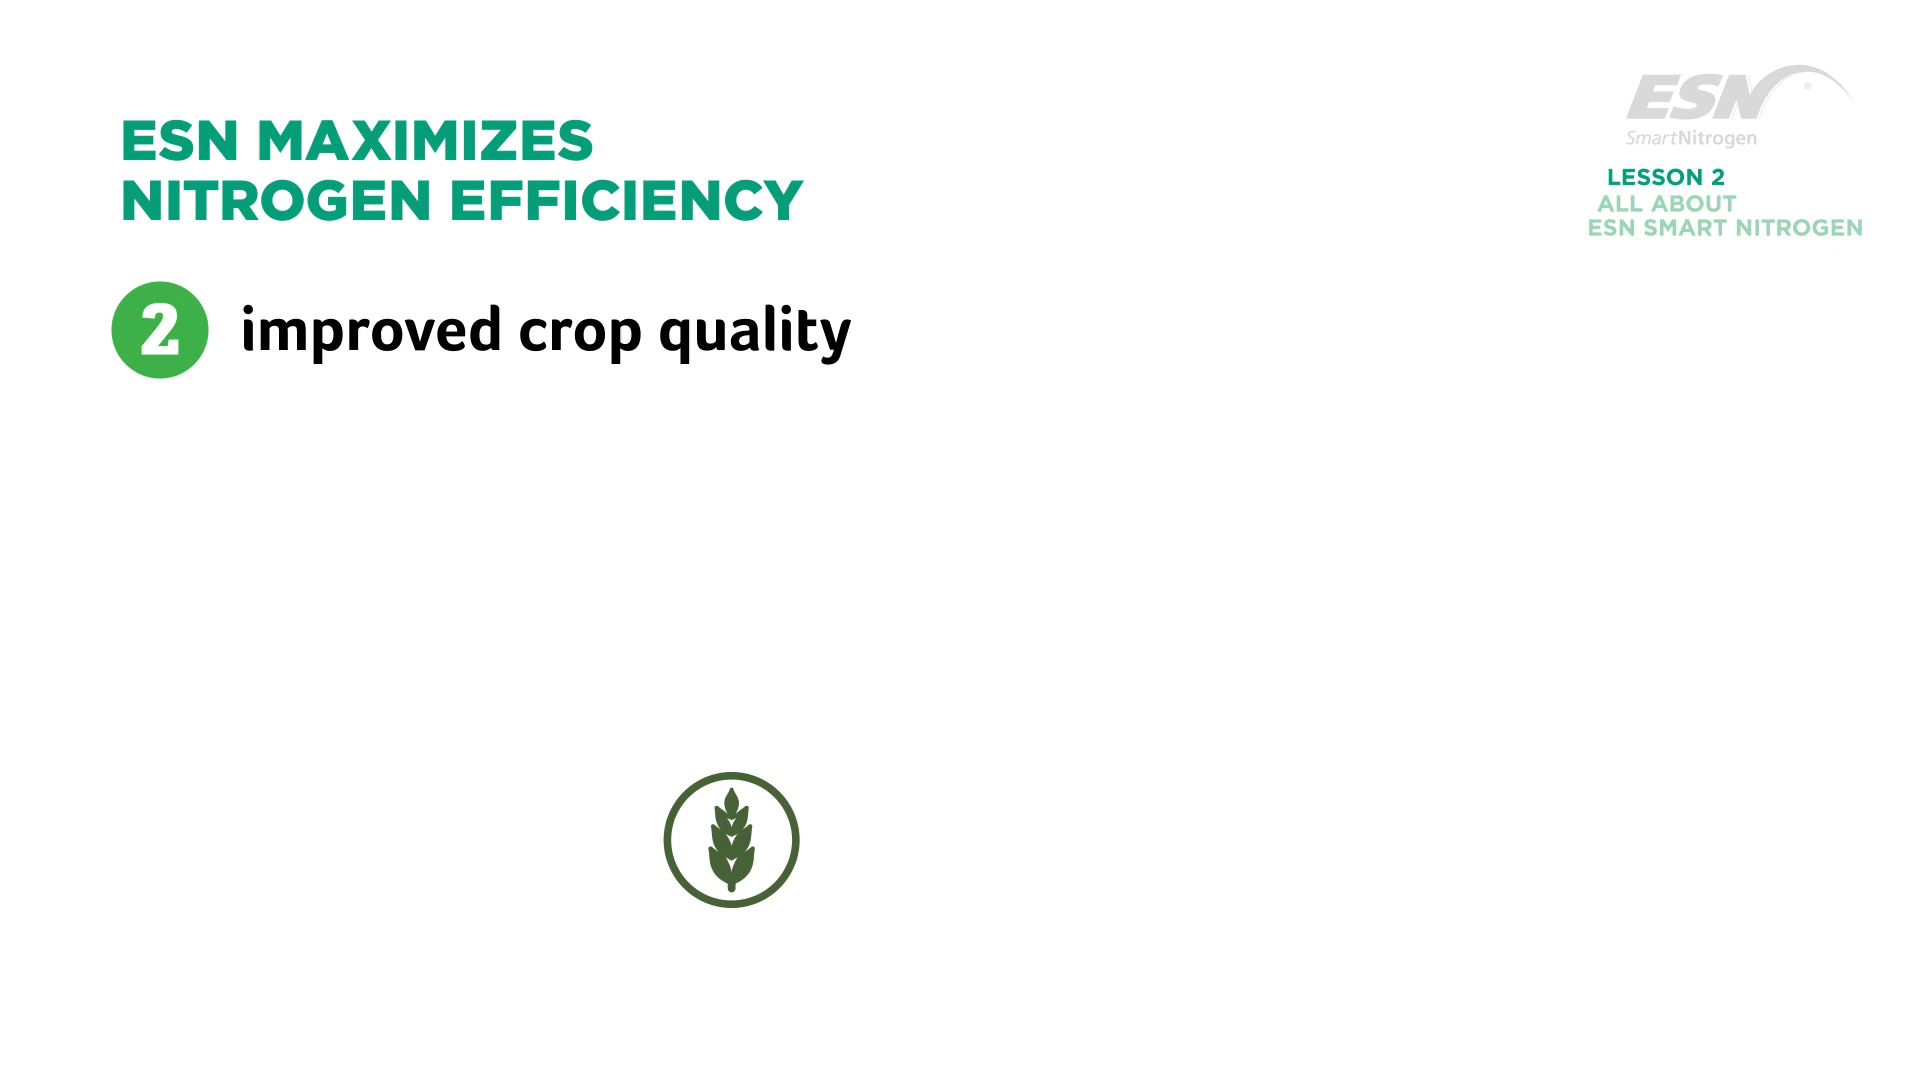 ESN MAXIMIZES
NITROGEN EFFICIENCY
2 improved crop quality
ESN®
SmartNitrogen
LESSON 2
ALL ABOUT
ESN SMART NITROGEN